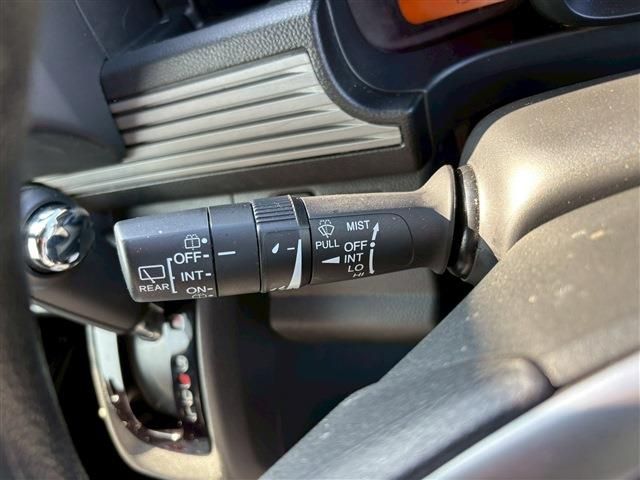 OFF
INT
REAR
ON
MIST
PULL
OFF
INT
LO
HI